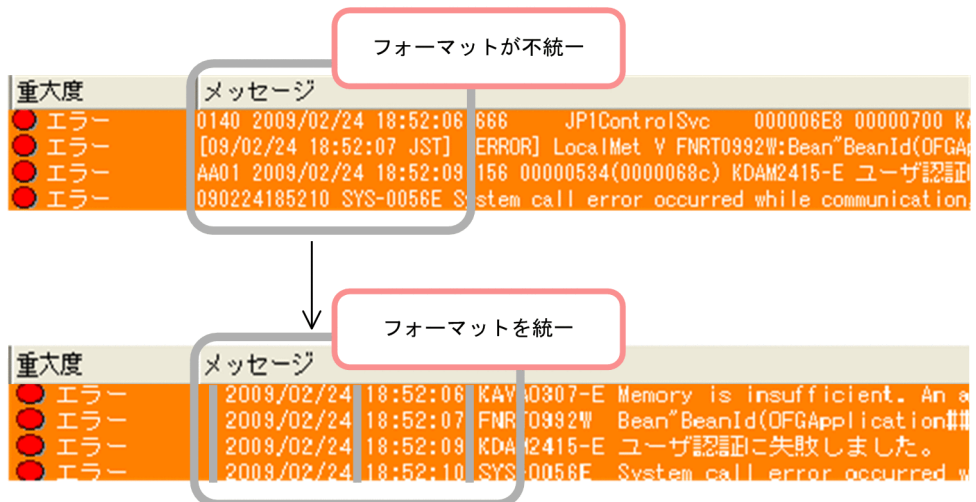 フォーマットが不統一
重大度 メッセージ
エラー 0140 2009/02/24 18:52:06 666 JP1ControlSvc 000006E8 00000700
エラー [09/02/24 18:52:07 JST] ERROR] LocalMet V FNRT0992W:Bean"BeanId(OFGAp
エラー AA01 2009/02/24 18:52:09 156 00000534(0000068c) KDAM2415-E ユーザ認証
エラー 090224185210 SYS-0056E System call error occurred while communication
フォーマットを統一
重大度 メッセージ
エラー 2009/02/24 18:52:06 KAVA0307-E Memory is insufficient. An a
エラー 2009/02/24 18:52:07 FNRT0992W Bean"BeanId(OFGApplication##
エラー 2009/02/24 18:52:09 KDAM2415-E ユーザ認証に失敗しました。
エラー 2009/02/24 18:52:10 SYS-0056E System call error occurred w